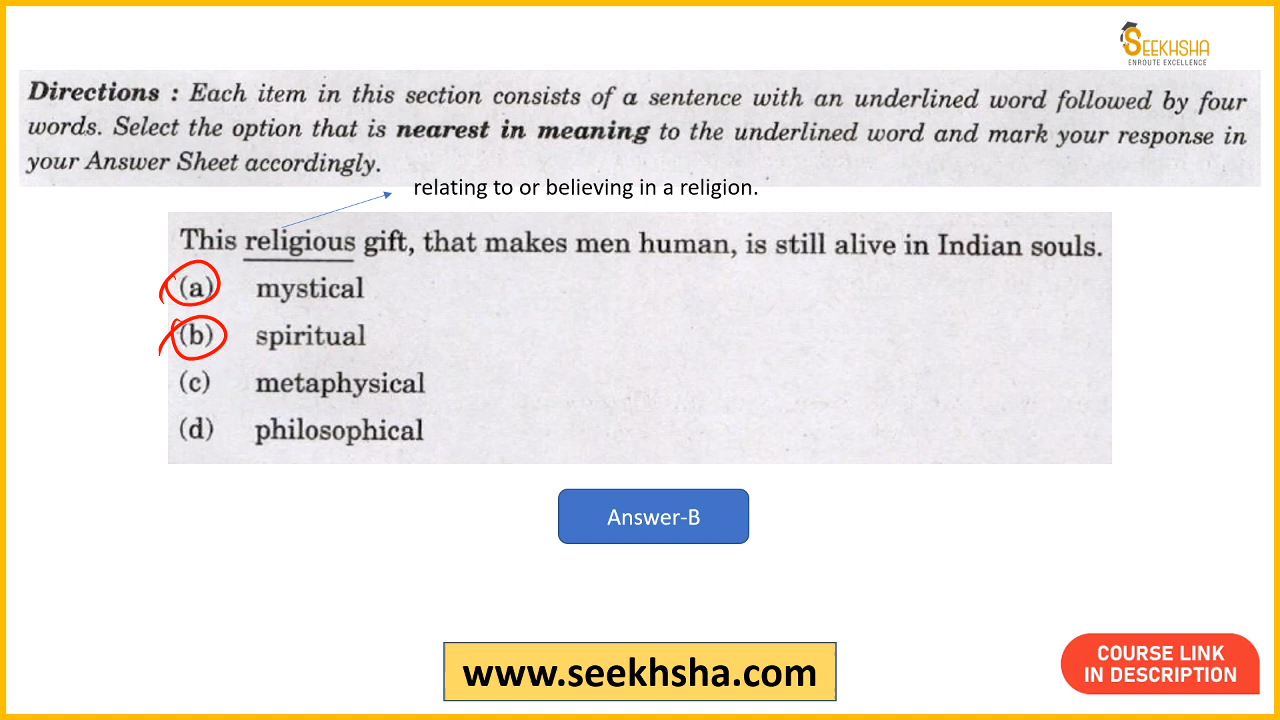 SEEKHSHA
ENROUTE EXCELLENCE
Directions : Each item in this section consists of a sentence with an underlined word followed by four
words. Select the option that is nearest in meaning to the underlined word and mark your response in
your Answer Sheet accordingly.
relating to or believing in a religion.
This religious gift, that makes men human, is still alive in Indian souls.
(a) mystical
(b) spiritual
(c) metaphysical
(d) philosophical
Answer-B
www.seekhsha.com
COURSE LINK
IN DESCRIPTION